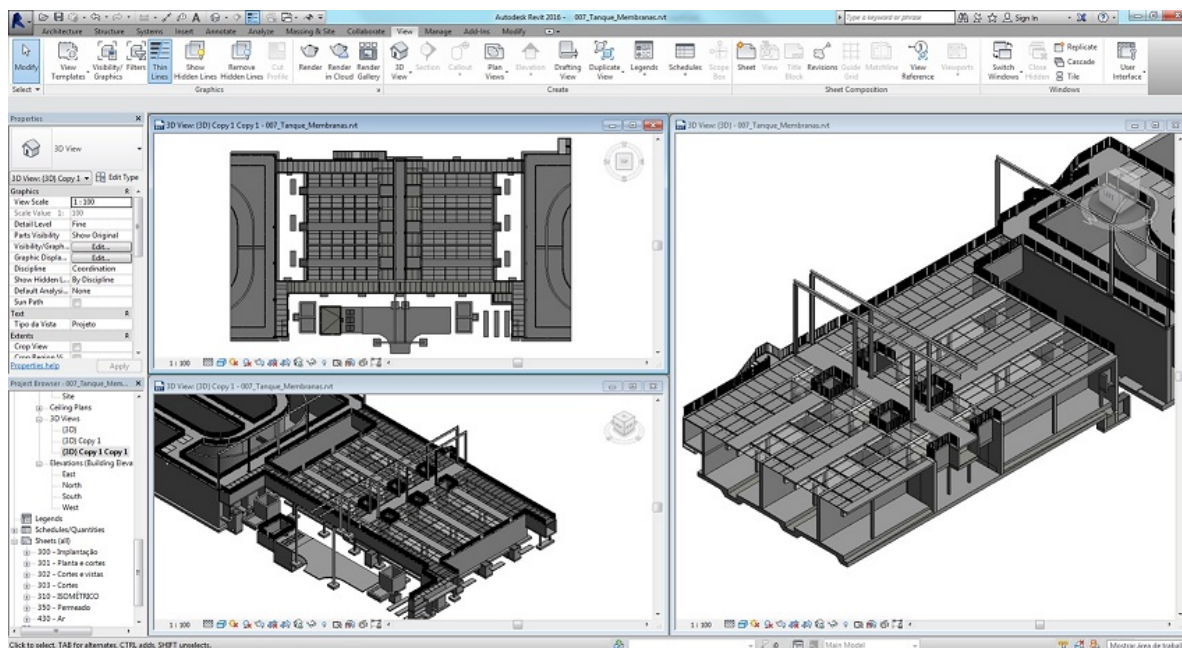 Autodesk Revit 2016 - 007_Tanque_Membranas.rvt
Type a keyword or phrase
Sign In
Architecture Structure Systems Insert Annotate Analyze Massing & Site Collaborate View Manage Add-Ins Modify
Modify View Templates Visibility/ Graphics Filters Thin Lines Show Hidden Lines Remove Hidden Lines Cut Profile Render Render in Cloud Render Gallery 3D View Section Callout Plan Views Elevation Drafting View Duplicate View Legends Schedules Scope Box Sheet View Title Block Revisions Guide Grid Matchline View Reference Viewports Switch Windows Close Hidden Replicate Cascade Tile User Interface
Select Graphics Create Sheet Composition Windows
Properties
3D View
3D View: {3D} Copy 1 Edit Type
Graphics
View Scale 1 : 100
Scale Value 1: 100
Detail Level Fine
Parts Visibility Show Original
Visibility/Graph... Edit...
Graphic Displa... Edit...
Discipline Coordination
Show Hidden L... By Discipline
Default Analysi... None
Sun Path
Text
Tipo da Vista Projeto
Extents
Crop View
Properties help Apply
Project Browser - 007_Tanque_Mem...
Site
Ceiling Plans
3D Views
{3D}
{3D} Copy 1
{3D} Copy 1 Copy 1
Elevations (Building Eleva
East
North
South
West
Legends
Schedules/Quantities
Sheets (all)
300 - Implantação
301 - Planta e cortes
302 - Cortes e vistas
303 - Cortes
310 - ISOMÉTRICO
350 - Permeado
430 - Ar
3D View: {3D} Copy 1 Copy 1 - 007_Tanque_Membranas.rvt
1 : 100
3D View: {3D} Copy 1 - 007_Tanque_Membranas.rvt
1 : 100
3D View: {3D} - 007_Tanque_Membranas.rvt
1 : 100
Click to select, TAB for alternates, CTRL adds, SHIFT unselects.
Main Model
Mostrar área de trabal